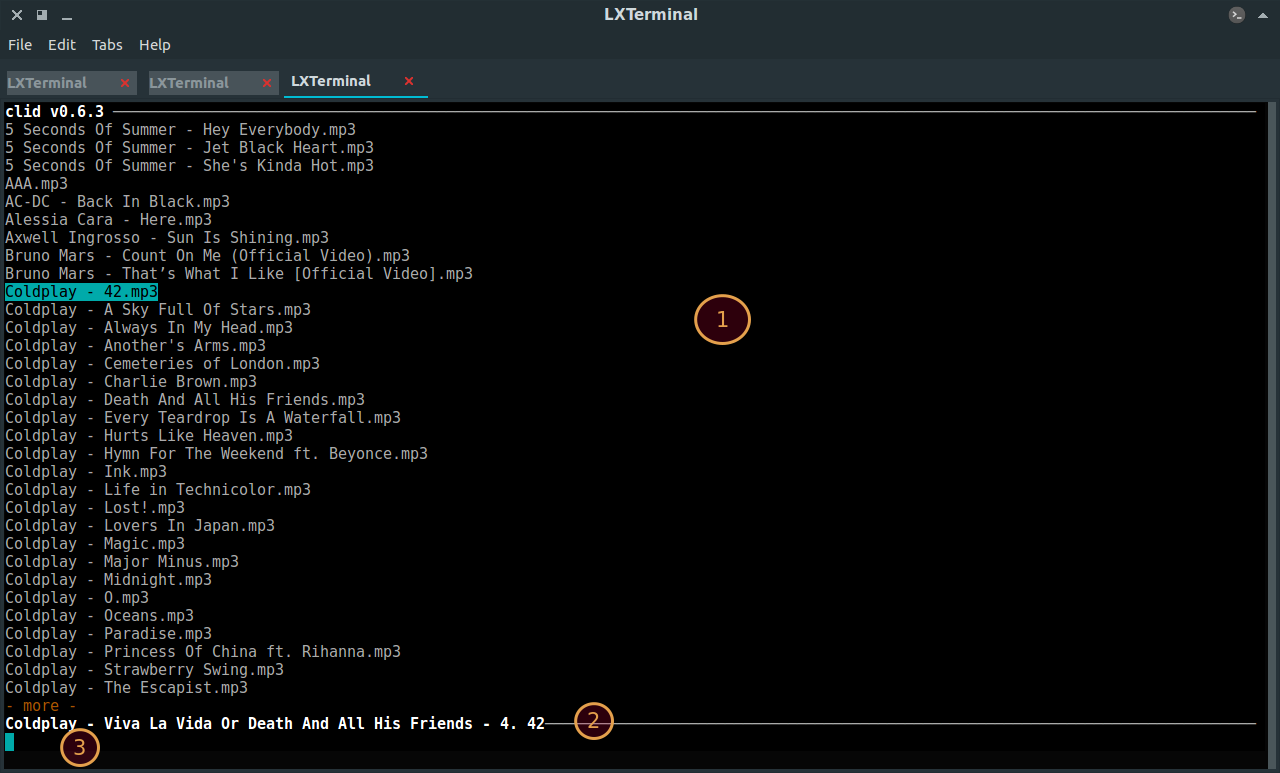 LXTerminal
File Edit Tabs Help
LXTerminal × LXTerminal × LXTerminal ×
clid v0.6.3
5 Seconds Of Summer - Hey Everybody.mp3
5 Seconds Of Summer - Jet Black Heart.mp3
5 Seconds Of Summer - She's Kinda Hot.mp3
AAA.mp3
AC-DC - Back In Black.mp3
Alessia Cara - Here.mp3
Axwell Ingrosso - Sun Is Shining.mp3
Bruno Mars - Count On Me (Official Video).mp3
Bruno Mars - That’s What I Like [Official Video].mp3
Coldplay - 42.mp3
Coldplay - A Sky Full Of Stars.mp3
1
Coldplay - Always In My Head.mp3
Coldplay - Another's Arms.mp3
Coldplay - Cemeteries of London.mp3
Coldplay - Charlie Brown.mp3
Coldplay - Death And All His Friends.mp3
Coldplay - Every Teardrop Is A Waterfall.mp3
Coldplay - Hurts Like Heaven.mp3
Coldplay - Hymn For The Weekend ft. Beyonce.mp3
Coldplay - Ink.mp3
Coldplay - Life in Technicolor.mp3
Coldplay - Lost!.mp3
Coldplay - Lovers In Japan.mp3
Coldplay - Magic.mp3
Coldplay - Major Minus.mp3
Coldplay - Midnight.mp3
Coldplay - O.mp3
Coldplay - Oceans.mp3
Coldplay - Paradise.mp3
Coldplay - Princess Of China ft. Rihanna.mp3
Coldplay - Strawberry Swing.mp3
Coldplay - The Escapist.mp3
- more -
Coldplay - Viva La Vida Or Death And All His Friends - 4. 42 2
3